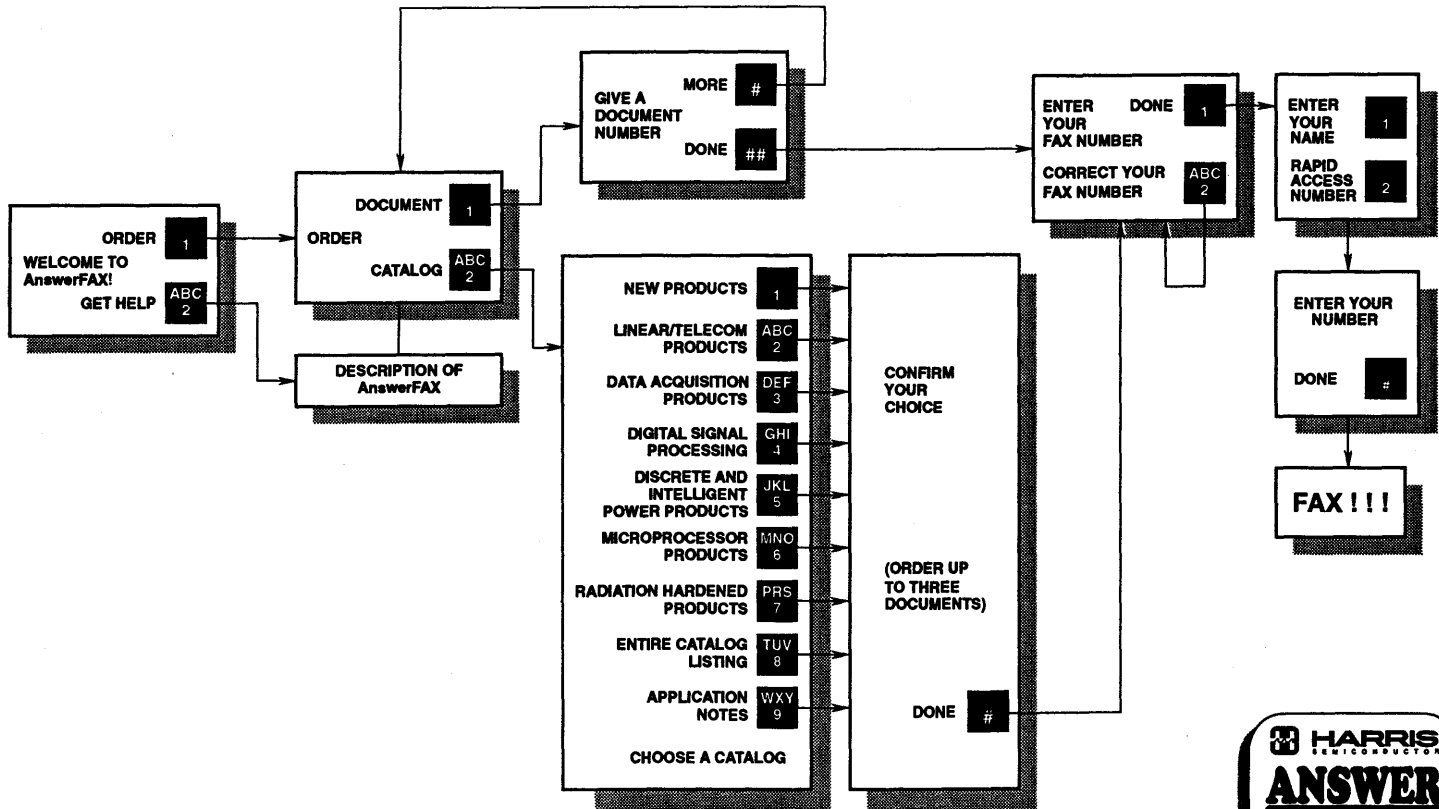 WELCOME TO
AnswerFAX!
ORDER
1
GET HELP
ABC
2
ORDER
DOCUMENT
1
CATALOG
ABC
2
DESCRIPTION OF
AnswerFAX
GIVE A
DOCUMENT
NUMBER
MORE
#
DONE
##
NEW PRODUCTS
1
LINEAR/TELECOM
PRODUCTS
ABC
2
DATA ACQUISITION
PRODUCTS
DEF
3
DIGITAL SIGNAL
PROCESSING
GHI
4
DISCRETE AND
INTELLIGENT
POWER PRODUCTS
JKL
5
MICROPROCESSOR
PRODUCTS
MNO
6
RADIATION HARDENED
PRODUCTS
PRS
7
ENTIRE CATALOG
LISTING
TUV
8
APPLICATION
NOTES
WXY
9
CHOOSE A CATALOG
CONFIRM
YOUR
CHOICE
(ORDER UP
TO THREE
DOCUMENTS)
DONE
#
ENTER
YOUR
FAX NUMBER
DONE
1
CORRECT YOUR
FAX NUMBER
ABC
2
ENTER
YOUR
NAME
1
RAPID
ACCESS
NUMBER
2
ENTER YOUR
NUMBER
DONE
#
FAX ! ! !
HARRIS
SEMICONDUCTOR
ANSWER